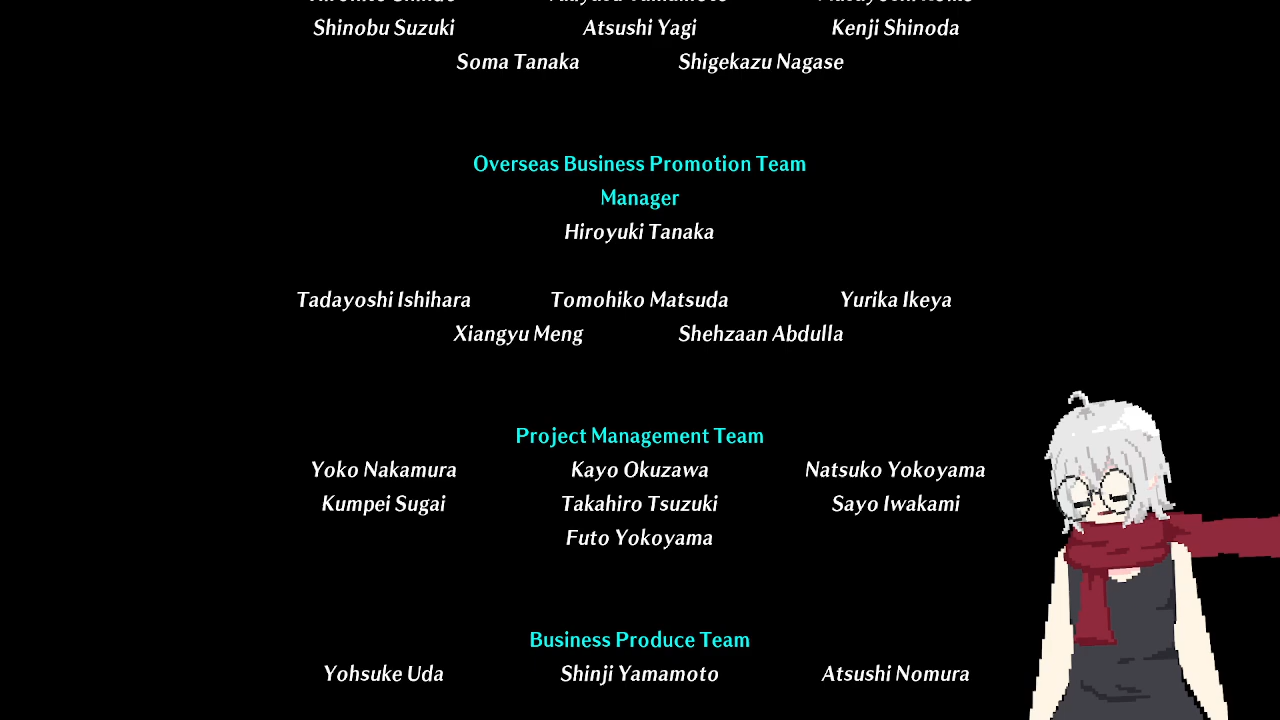 Shinobu Suzuki Atsushi Yagi Kenji Shinoda
Soma Tanaka Shigekazu Nagase
Overseas Business Promotion Team
Manager
Hiroyuki Tanaka
Tadayoshi Ishihara Tomohiko Matsuda Yurika Ikeya
Xiangyu Meng Shehzaan Abdulla
Project Management Team
Yoko Nakamura Kayo Okuzawa Natsuko Yokoyama
Kumpei Sugai Takahiro Tsuzuki Sayo Iwakami
Futo Yokoyama
Business Produce Team
Yohsuke Uda Shinji Yamamoto Atsushi Nomura